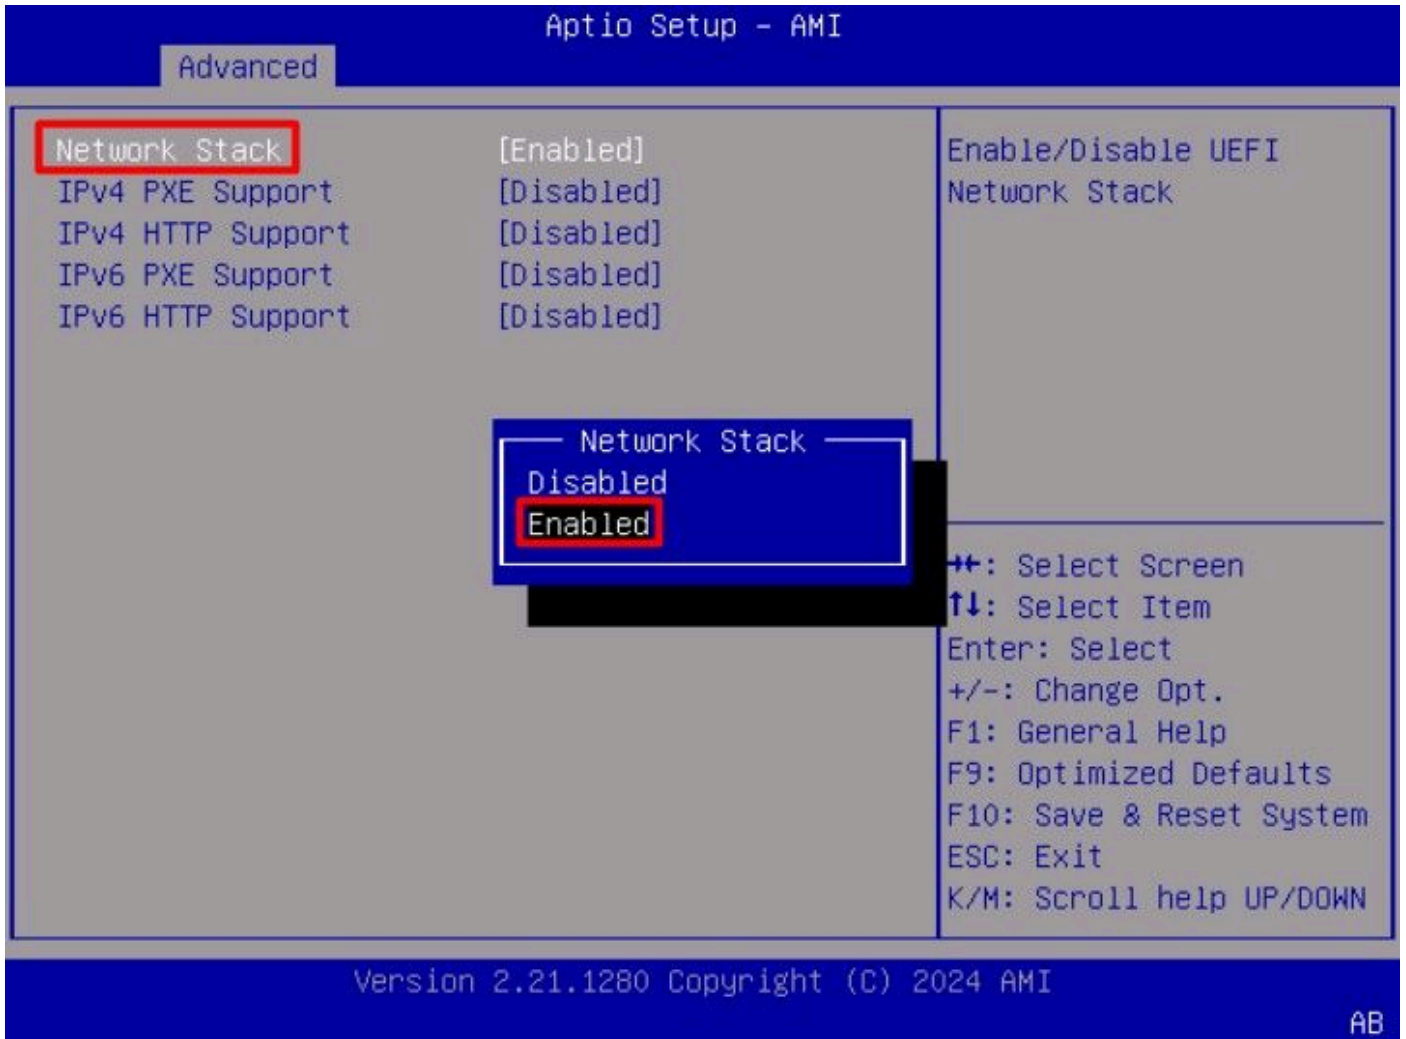 Aptio Setup – AMI
Advanced
Network Stack [Enabled]
IPv4 PXE Support [Disabled]
IPv4 HTTP Support [Disabled]
IPv6 PXE Support [Disabled]
IPv6 HTTP Support [Disabled]
Enable/Disable UEFI
Network Stack
Network Stack
Disabled
Enabled
→←: Select Screen
↑↓: Select Item
Enter: Select
+/-: Change Opt.
F1: General Help
F9: Optimized Defaults
F10: Save & Reset System
ESC: Exit
K/M: Scroll help UP/DOWN
Version 2.21.1280 Copyright (C) 2024 AMI
AB